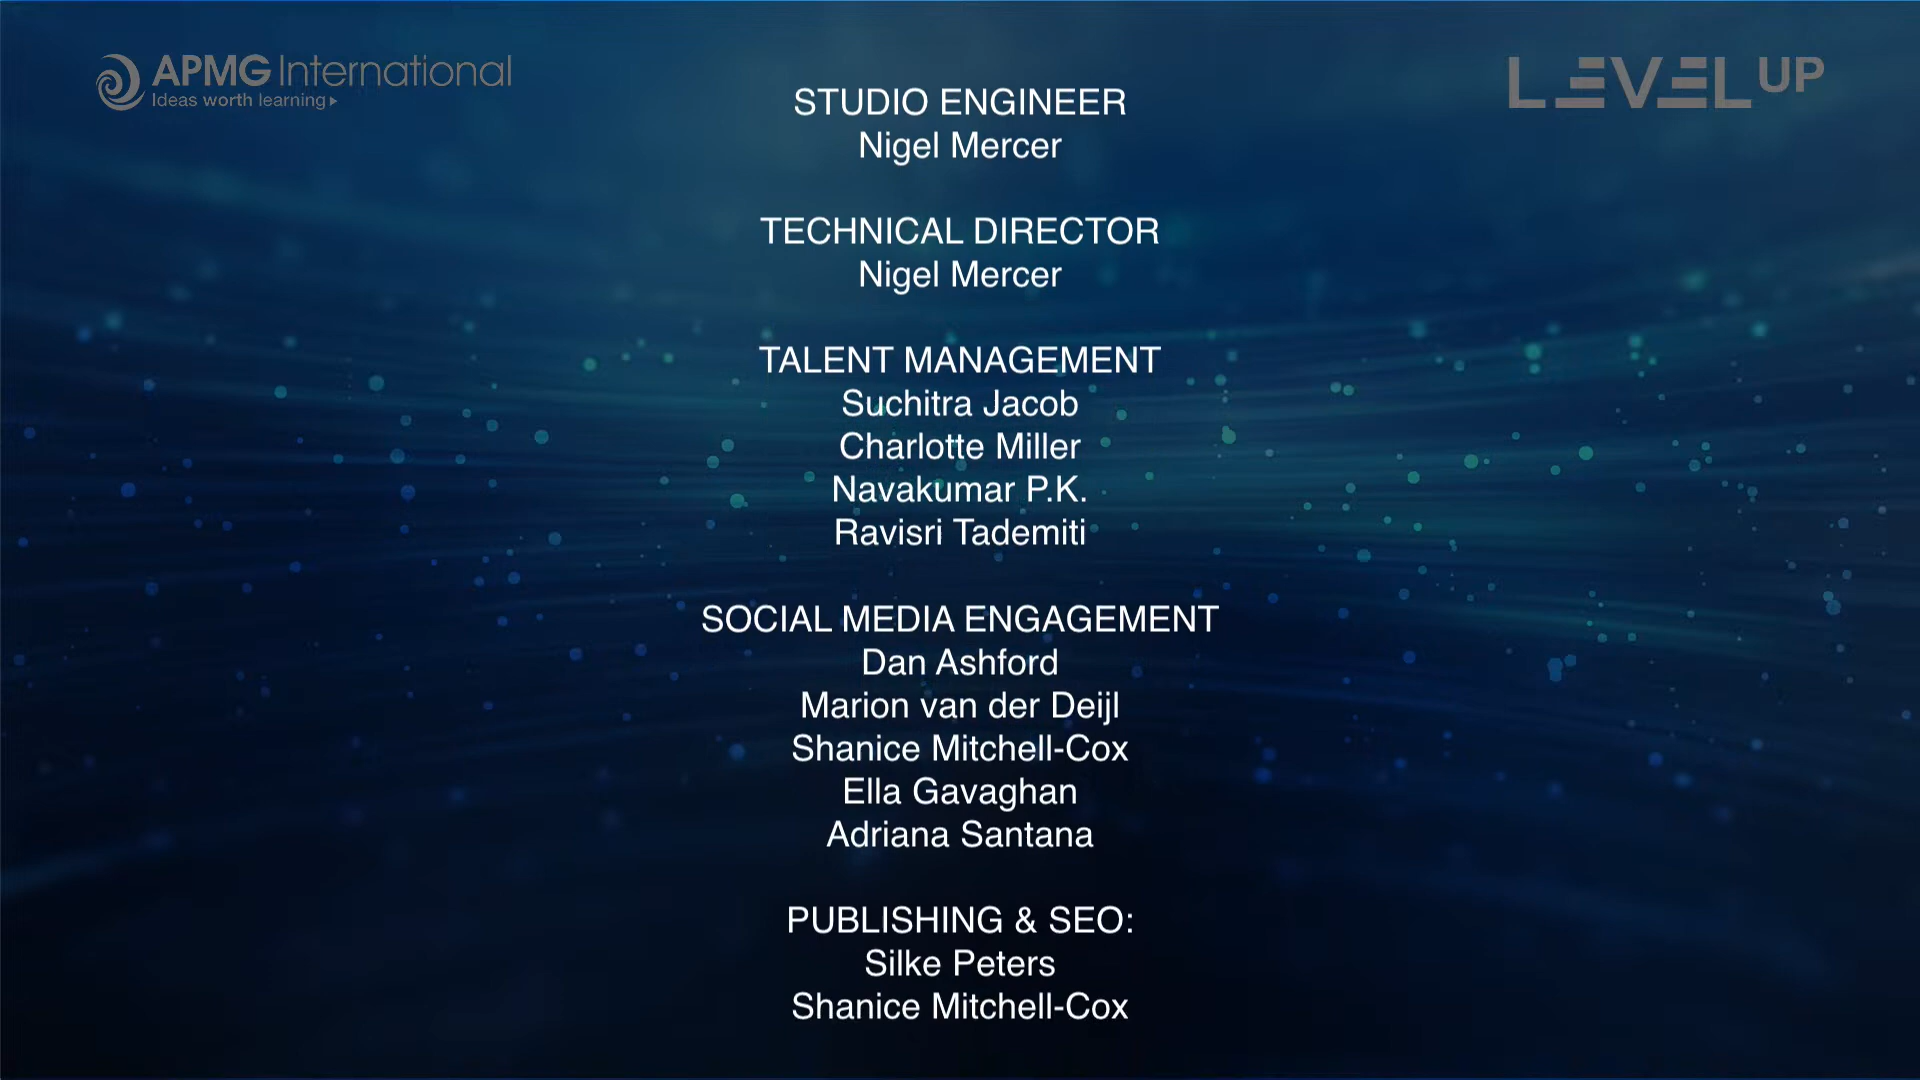 APMG International
Ideas worth learning
LEVEL UP
STUDIO ENGINEER
Nigel Mercer
TECHNICAL DIRECTOR
Nigel Mercer
TALENT MANAGEMENT
Suchitra Jacob
Charlotte Miller
Navakumar P.K.
Ravisri Tademiti
SOCIAL MEDIA ENGAGEMENT
Dan Ashford
Marion van der Deijl
Shanice Mitchell-Cox
Ella Gavaghan
Adriana Santana
PUBLISHING & SEO:
Silke Peters
Shanice Mitchell-Cox